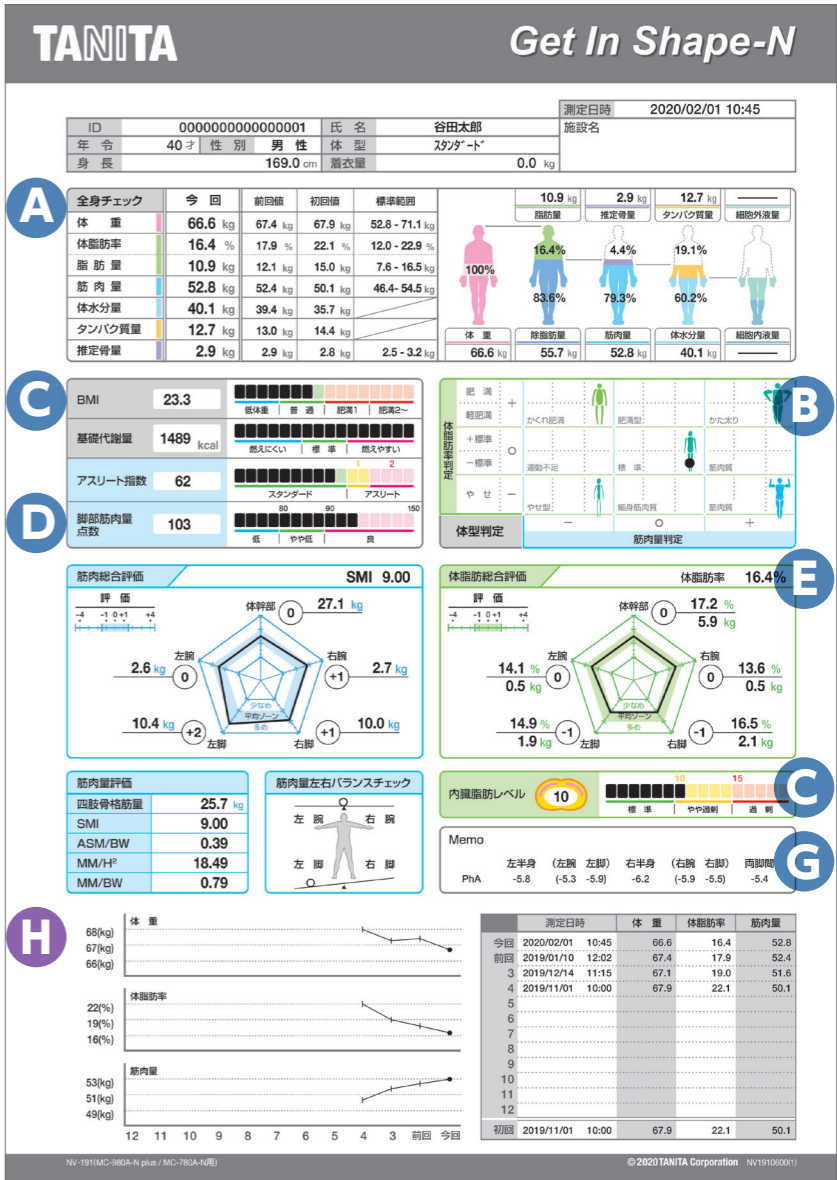 TANITA Get In Shape-N
測定日時 2020/02/01 10:45
ID 0000000000000001 氏 名 谷田太郎 施設名
年 令 40 才 性 別 男 性 体 型 ｽﾀﾝﾀﾞｰﾄﾞ
身 長 169.0 cm 着衣量 0.0 kg
A
全身チェック 今 回 前回値 初回値 標準範囲
体 重 66.6 kg 67.4 kg 67.9 kg 52.8 - 71.1 kg
体脂肪率 16.4 % 17.9 % 22.1 % 12.0 - 22.9 %
脂 肪 量 10.9 kg 12.1 kg 15.0 kg 7.6 - 16.5 kg
筋 肉 量 52.8 kg 52.4 kg 50.1 kg 46.4- 54.5 kg
体水分量 40.1 kg 39.4 kg 35.7 kg
タンパク質量 12.7 kg 13.0 kg 14.4 kg
推定骨量 2.9 kg 2.9 kg 2.8 kg 2.5 - 3.2 kg
10.9 kg 2.9 kg 12.7 kg
脂肪量 推定骨量 タンパク質量 細胞外液量
16.4% 4.4% 19.1%
100%
83.6% 79.3% 60.2%
体 重 除脂肪量 筋肉量 体水分量 細胞内液量
66.6 kg 55.7 kg 52.8 kg 40.1 kg
C
BMI 23.3
低体重 普 通 肥満1 肥満2～
基礎代謝量 1489 kcal
燃えにくい 標 準 燃えやすい
アスリート指数 62
1 2
スタンダード アスリート
D
脚部筋肉量
点数 103
80 90 150
低 やや低 良
B
体脂肪率判定
肥 満
軽肥満 +
かくれ肥満 肥満型 かた太り
+標準
−標準 ○
運動不足 標 準 筋肉質
や せ −
やせ型 細身筋肉質 筋肉質
体型判定 − ○ +
筋肉量判定
筋肉総合評価 SMI 9.00
評 価
-4 -1 0 +1 +4
体幹部 0 27.1 kg
左腕 2.6 kg 0
右腕 2.7 kg +1
10.4 kg +2 左脚
10.0 kg +1 右脚
少なめ
平均ゾーン
多め
E
体脂肪総合評価 体脂肪率 16.4%
評 価
-4 -1 0 +1 +4
体幹部 0 17.2 %
5.9 kg
左腕 14.1 % 0
0.5 kg
右腕 13.6 % 0
0.5 kg
14.9 % -1 左脚
1.9 kg
16.5 % -1 右脚
2.1 kg
少なめ
平均ゾーン
多め
筋肉量評価
四肢骨格筋量 25.7 kg
SMI 9.00
ASM/BW 0.39
MM/H² 18.49
MM/BW 0.79
筋肉量左右バランスチェック
左 腕 右 腕
左 脚 右 脚
C
内臓脂肪レベル 10
10 15
標 準 やや過剰 過 剰
G
Memo
左半身 (左腕 左脚) 右半身 (右腕 右脚) 両脚間
PhA -5.8 (-5.3 -5.9) -6.2 (-5.9 -5.5) -5.4
H
体 重
68(kg)
67(kg)
66(kg)
体脂肪率
22(%)
19(%)
16(%)
筋肉量
53(kg)
51(kg)
49(kg)
12 11 10 9 8 7 6 5 4 3 前回 今回
測定日時 体 重 体脂肪率 筋肉量
今回 2020/02/01 10:45 66.6 16.4 52.8
前回 2019/01/10 12:02 67.4 17.9 52.4
3 2019/12/14 11:15 67.1 19.0 51.6
4 2019/11/01 10:00 67.9 22.1 50.1
5
6
7
8
9
10
11
12
初回 2019/11/01 10:00 67.9 22.1 50.1
NV-191(MC-980A-N plus / MC-780A-N用) © 2020 TANITA Corporation NV1910600(1)